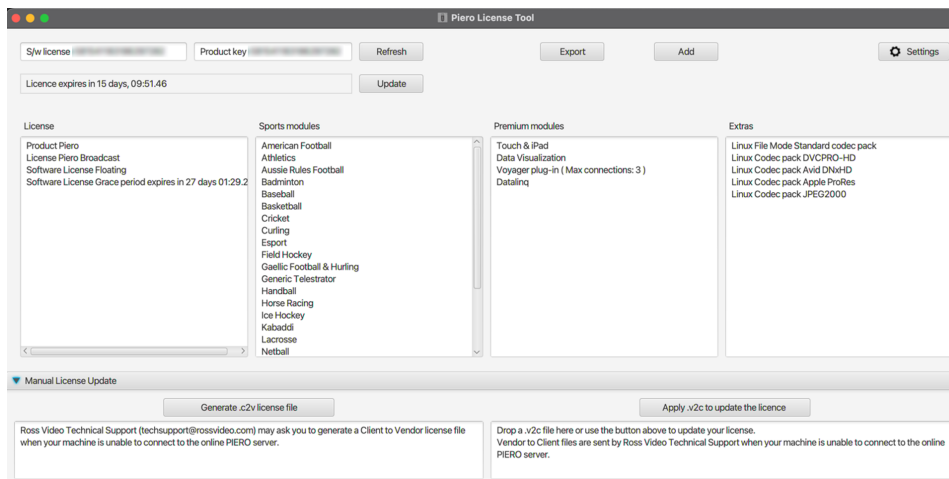 Piero License Tool
S/w license
Product key
Refresh
Export
Add
Settings
Licence expires in 15 days, 09:51.46
Update
License
Sports modules
Premium modules
Extras
Product Piero
License Piero Broadcast
Software License Floating
Software License Grace period expires in 27 days 01:29.2
American Football
Athletics
Aussie Rules Football
Badminton
Baseball
Basketball
Cricket
Curling
Esport
Field Hockey
Gaellic Football & Hurling
Generic Telestrator
Handball
Horse Racing
Ice Hockey
Kabaddi
Lacrosse
Netball
Touch & iPad
Data Visualization
Voyager plug-in ( Max connections: 3 )
Datalinq
Linux File Mode Standard codec pack
Linux Codec pack DVCPRO-HD
Linux Codec pack Avid DNxHD
Linux Codec pack Apple ProRes
Linux Codec pack JPEG2000
Manual License Update
Generate .c2v license file
Apply .v2c to update the licence
Ross Video Technical Support (techsupport@rossvideo.com) may ask you to generate a Client to Vendor license file
when your machine is unable to connect to the online PIERO server.
Drop a .v2c file here or use the button above to update your license.
Vendor to Client files are sent by Ross Video Technical Support when your machine is unable to connect to the online
PIERO server.